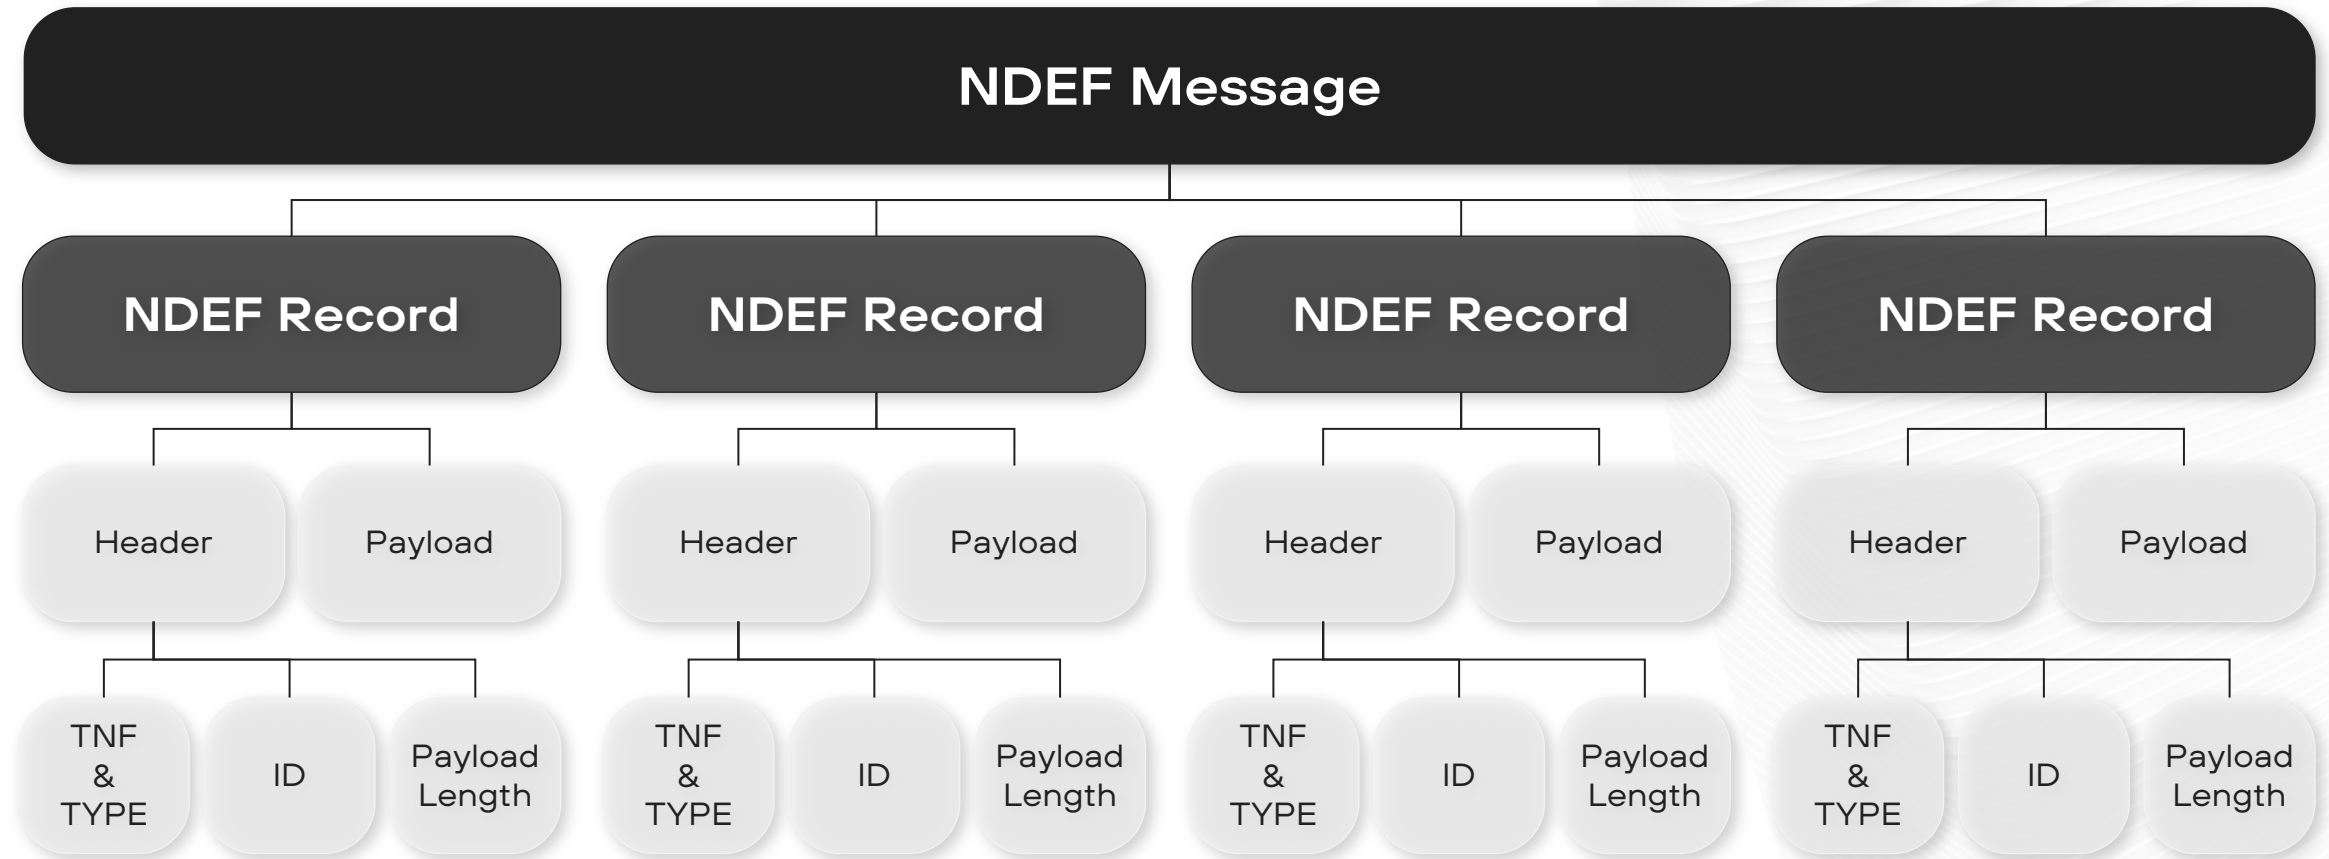 NDEF Message
NDEF Record
NDEF Record
NDEF Record
NDEF Record
Header
Payload
Header
Payload
Header
Payload
Header
Payload
TNF
&
TYPE
ID
Payload
Length
TNF
&
TYPE
ID
Payload
Length
TNF
&
TYPE
ID
Payload
Length
TNF
&
TYPE
ID
Payload
Length